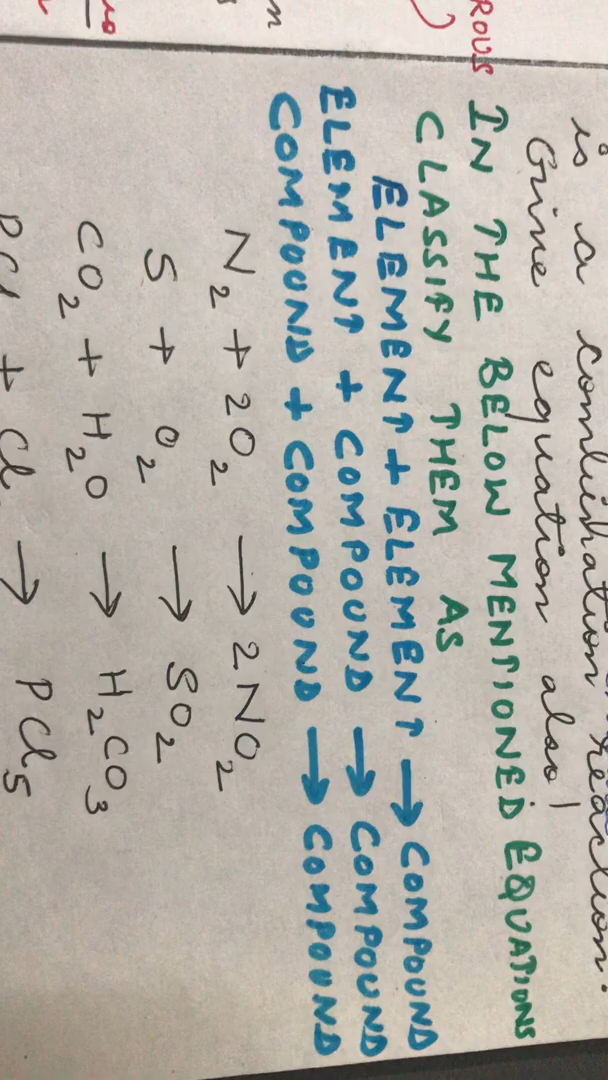 is a combination reaction.
Give equation also!
IN THE BELOW MENTIONED EQUATIONS
CLASSIFY THEM AS
ELEMENT + ELEMENT → COMPOUND
ELEMENT + COMPOUND → COMPOUND
COMPOUND + COMPOUND → COMPOUND
N₂ + 2O₂ → 2NO₂
S + O₂ → SO₂
CO₂ + H₂O → H₂CO₃
→ PCl₅
ROUS